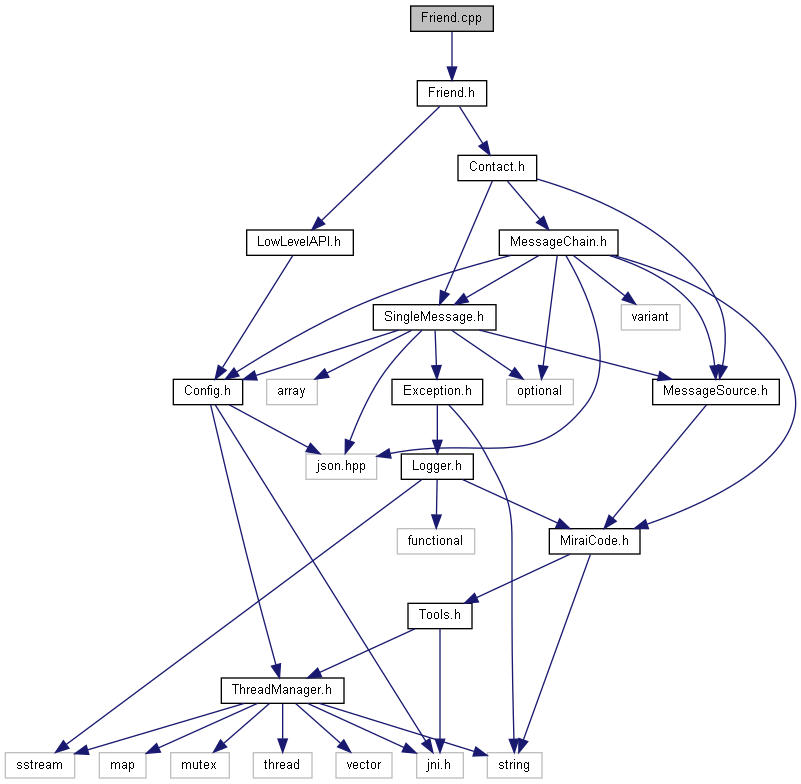 Friend.cpp
Friend.h
Contact.h
LowLevelAPI.h
MessageChain.h
SingleMessage.h
variant
Config.h
array
Exception.h
optional
MessageSource.h
json.hpp
Logger.h
functional
MiraiCode.h
Tools.h
ThreadManager.h
sstream
map
mutex
thread
vector
jni.h
string